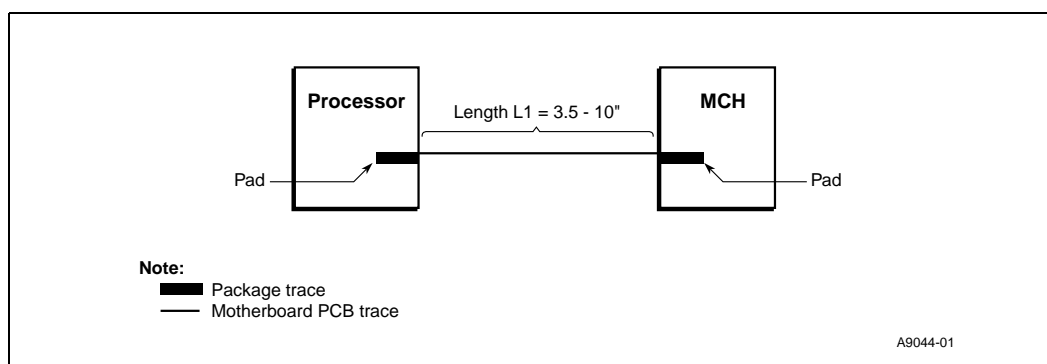 Processor
Length L1 = 3.5 - 10"
MCH
Pad
Pad
Note:
Package trace
Motherboard PCB trace
A9044-01